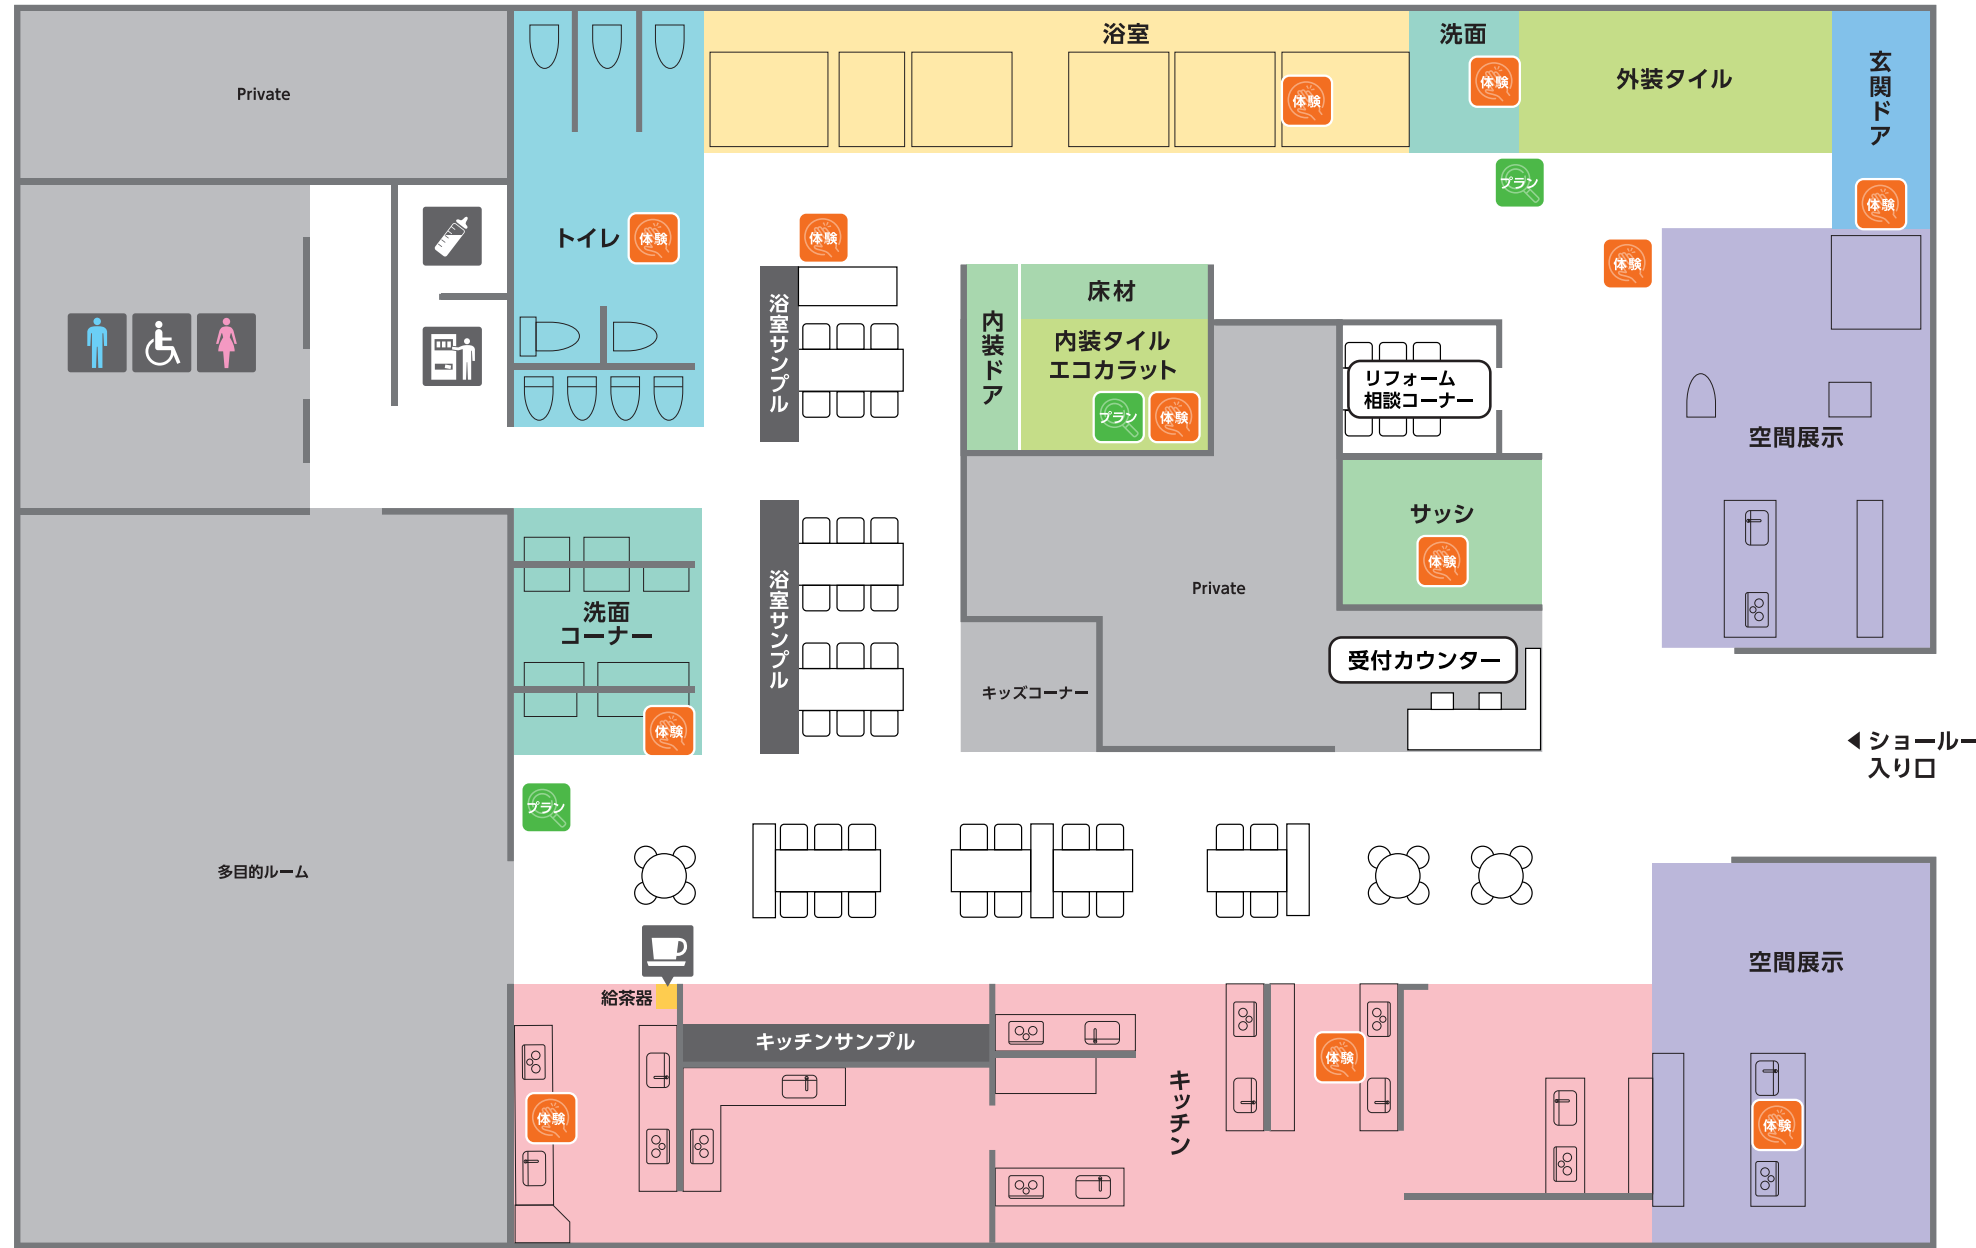 Private
浴室
体験
洗面
体験
外装タイル
玄関ドア
体験
プラン
トイレ
体験
体験
浴室サンプル
内装ドア
床材
内装タイル
エコカラット
プラン
体験
リフォーム
相談コーナー
体験
空間展示
サッシ
体験
Private
洗面
コーナー
体験
浴室サンプル
キッズコーナー
受付カウンター
ショールー
入り口
プラン
多目的ルーム
給茶器
キッチンサンプル
体験
キッチン
体験
空間展示
体験